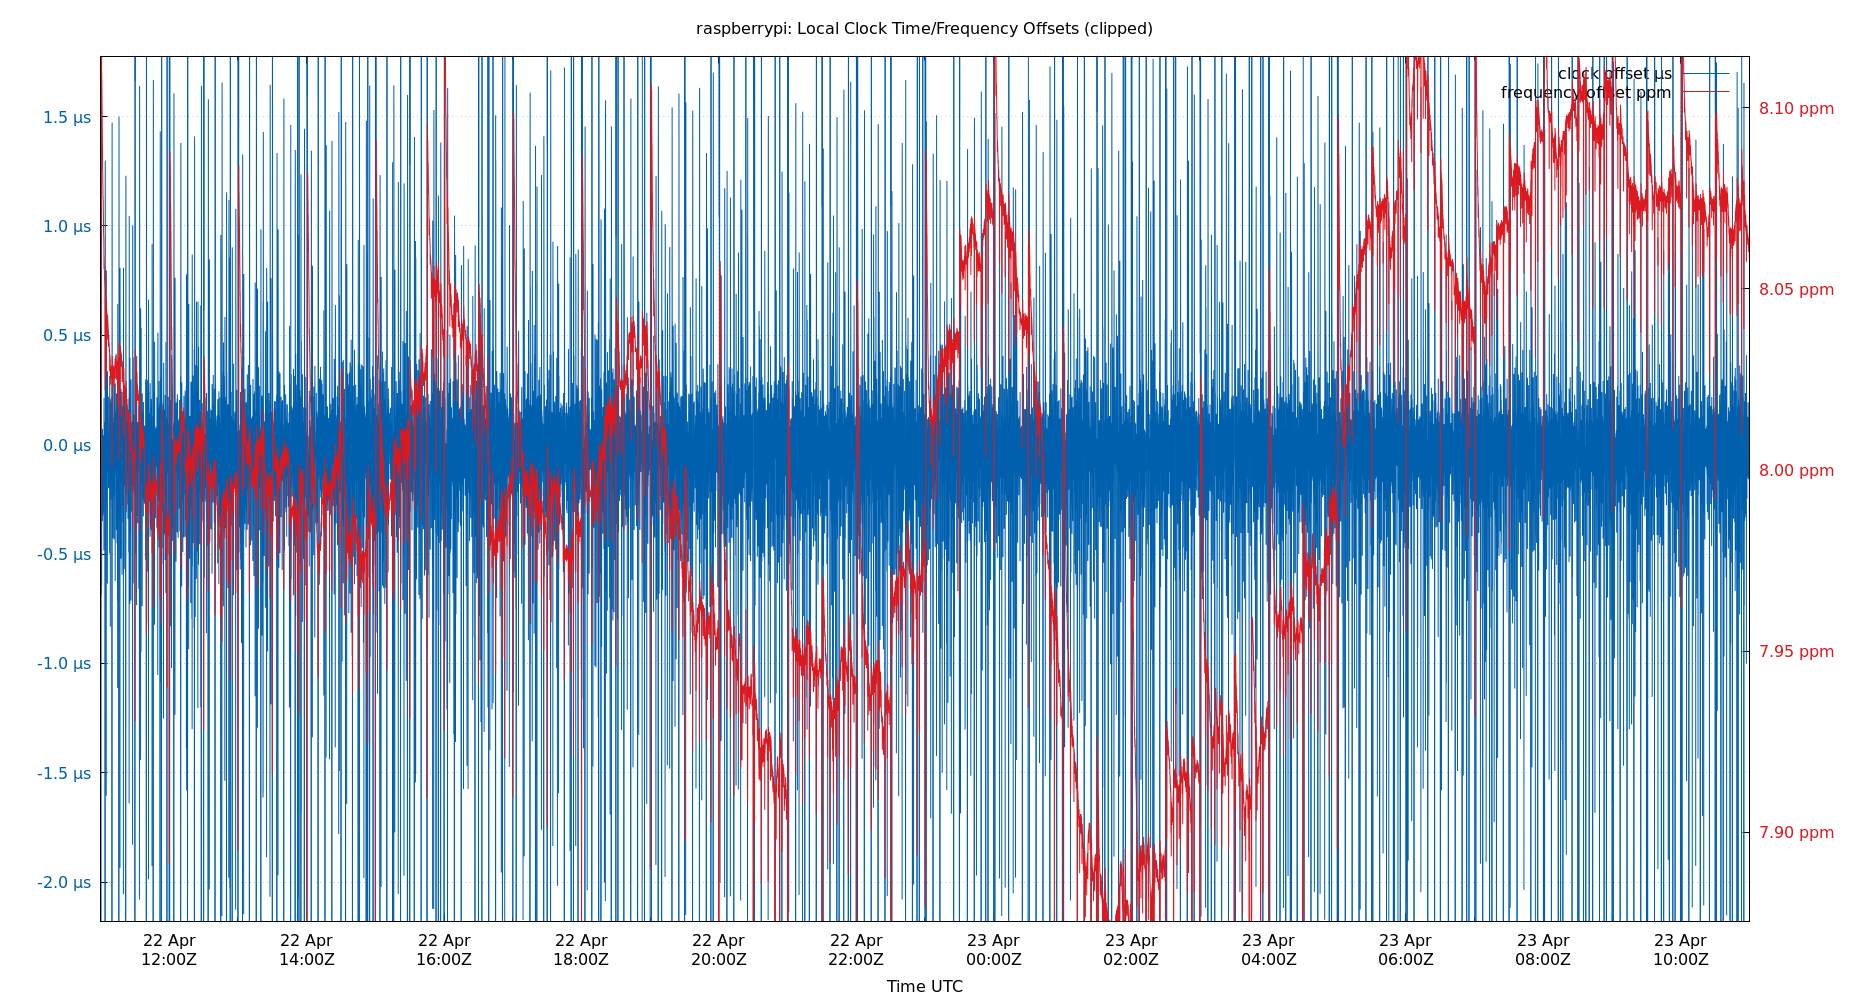 raspberrypi: Local Clock Time/Frequency Offsets (clipped)
clock offset µs
frequency offset ppm
1.5 µs
1.0 µs
0.5 µs
0.0 µs
-0.5 µs
-1.0 µs
-1.5 µs
-2.0 µs
8.10 ppm
8.05 ppm
8.00 ppm
7.95 ppm
7.90 ppm
22 Apr 22 Apr 22 Apr 22 Apr 22 Apr 22 Apr 23 Apr 23 Apr 23 Apr 23 Apr 23 Apr 23 Apr
12:00Z 14:00Z 16:00Z 18:00Z 20:00Z 22:00Z 00:00Z 02:00Z 04:00Z 06:00Z 08:00Z 10:00Z
Time UTC